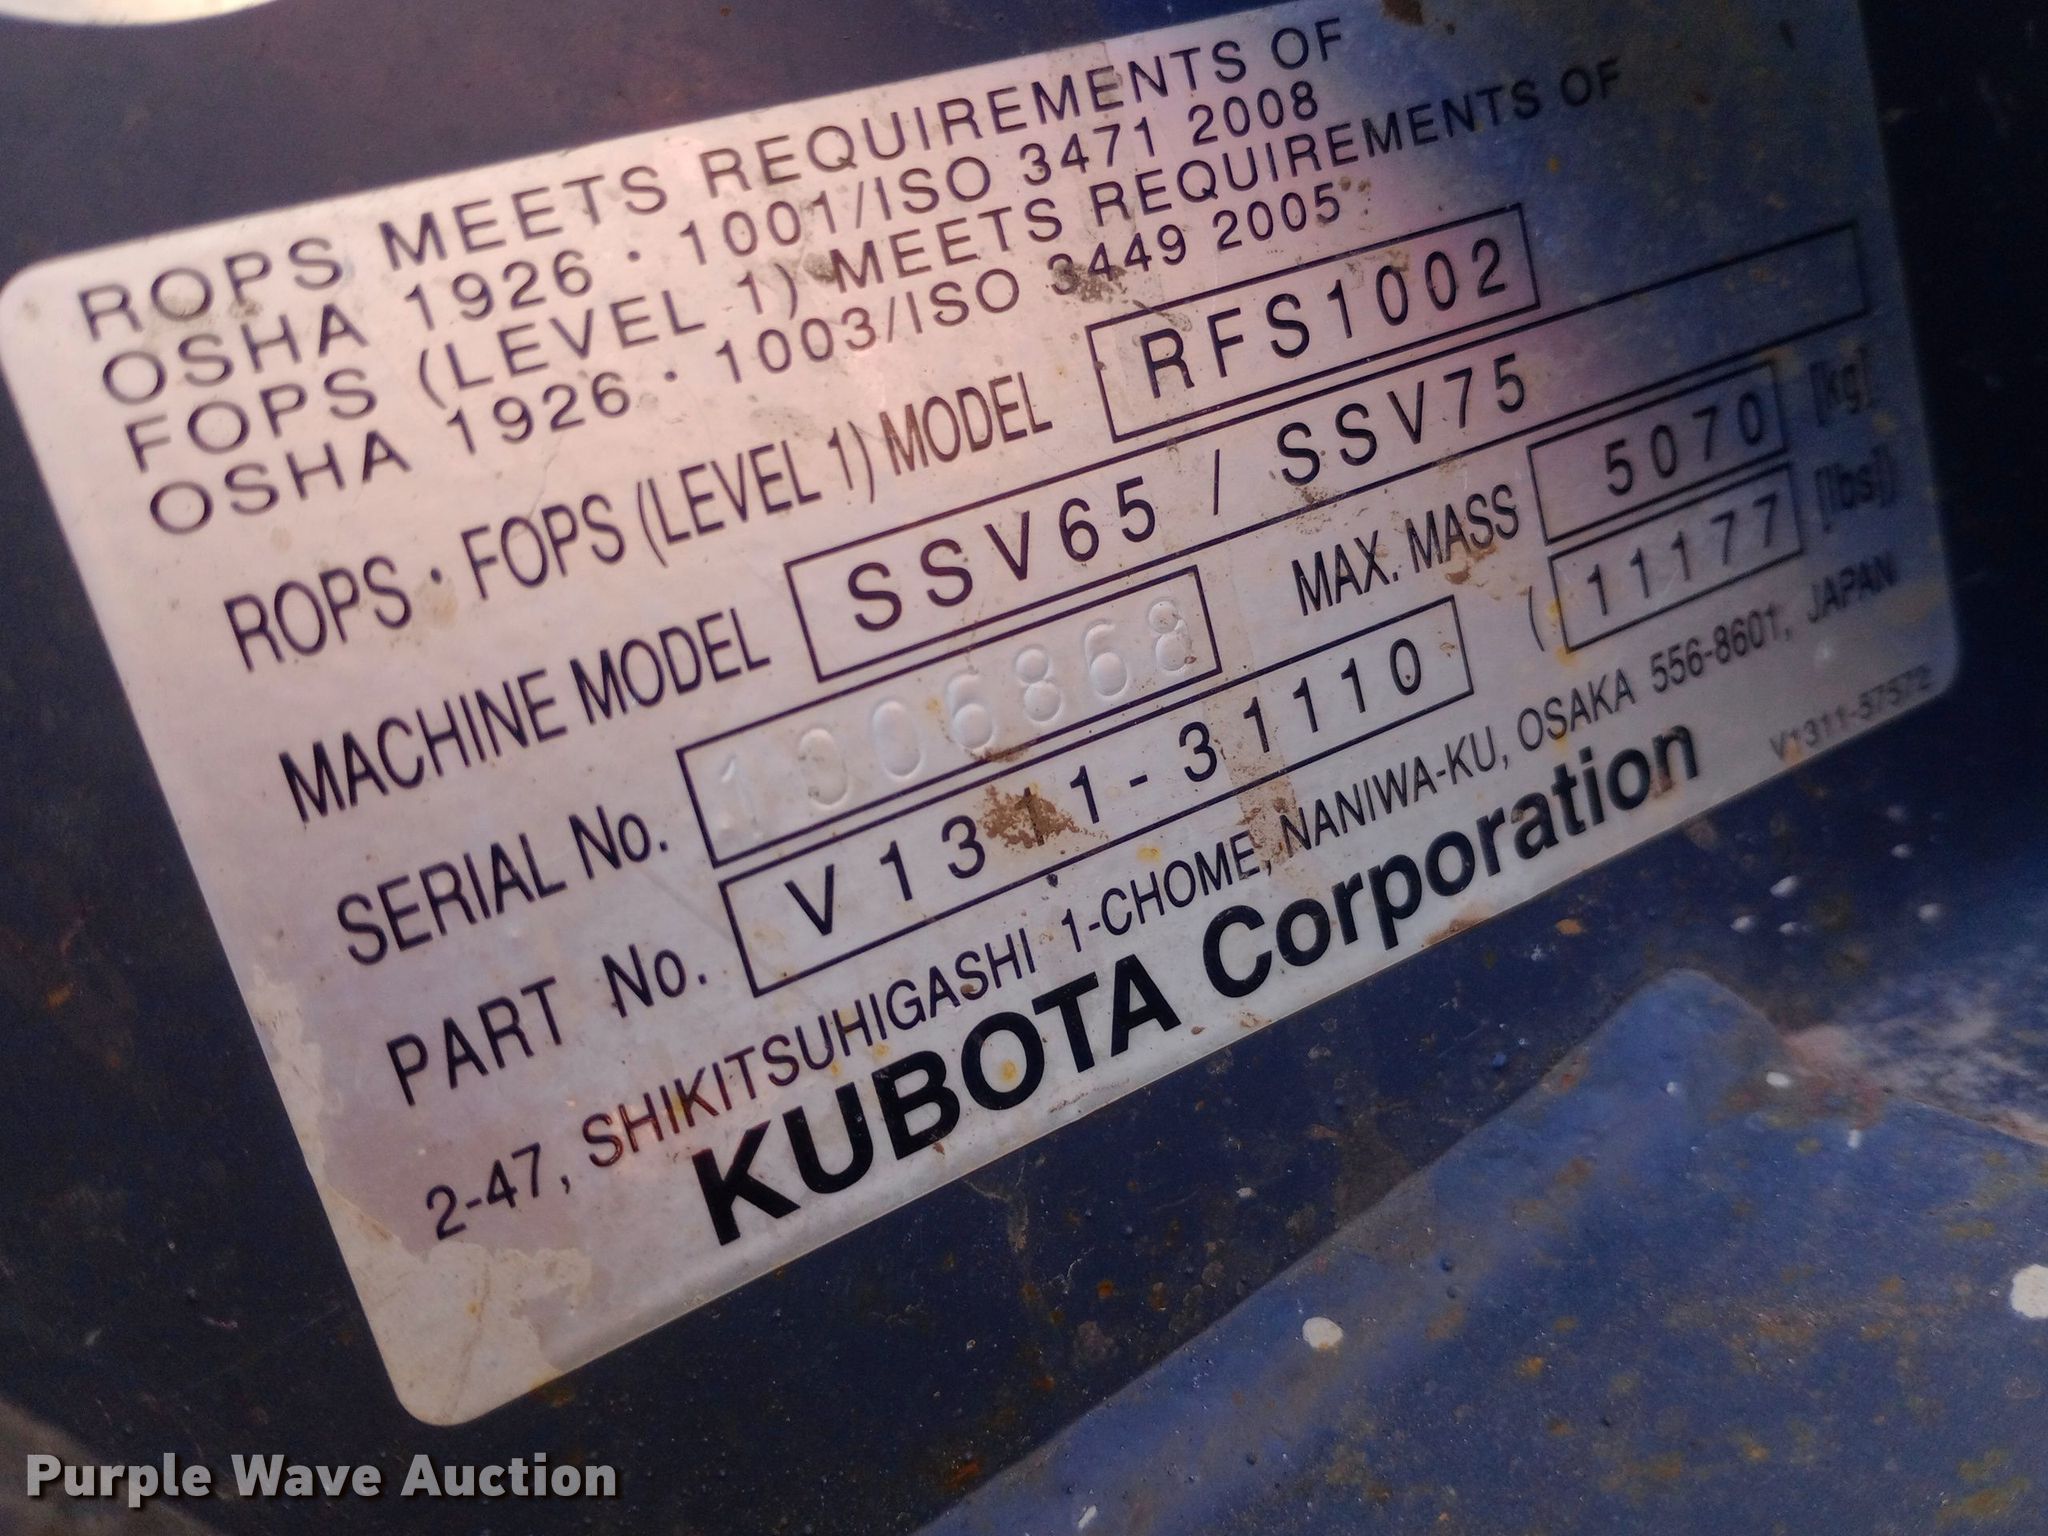 ROPS MEETS REQUIREMENTS OF
OSHA 1926・1001/ISO 3471 2008
FOPS (LEVEL 1) MEETS REQUIREMENTS OF
OSHA 1926・1003/ISO 3449 2005
ROPS・FOPS (LEVEL 1) MODEL RFS1002
MACHINE MODEL SSV65 / SSV75
SERIAL No. 1006868 MAX. MASS 5070 [kg]
PART No. V1311-31110 (11177 [lbs])
2-47, SHIKITSUHIGASHI 1-CHOME, NANIWA-KU, OSAKA 556-8601, JAPAN
KUBOTA Corporation
V1311-57572
Purple Wave Auction